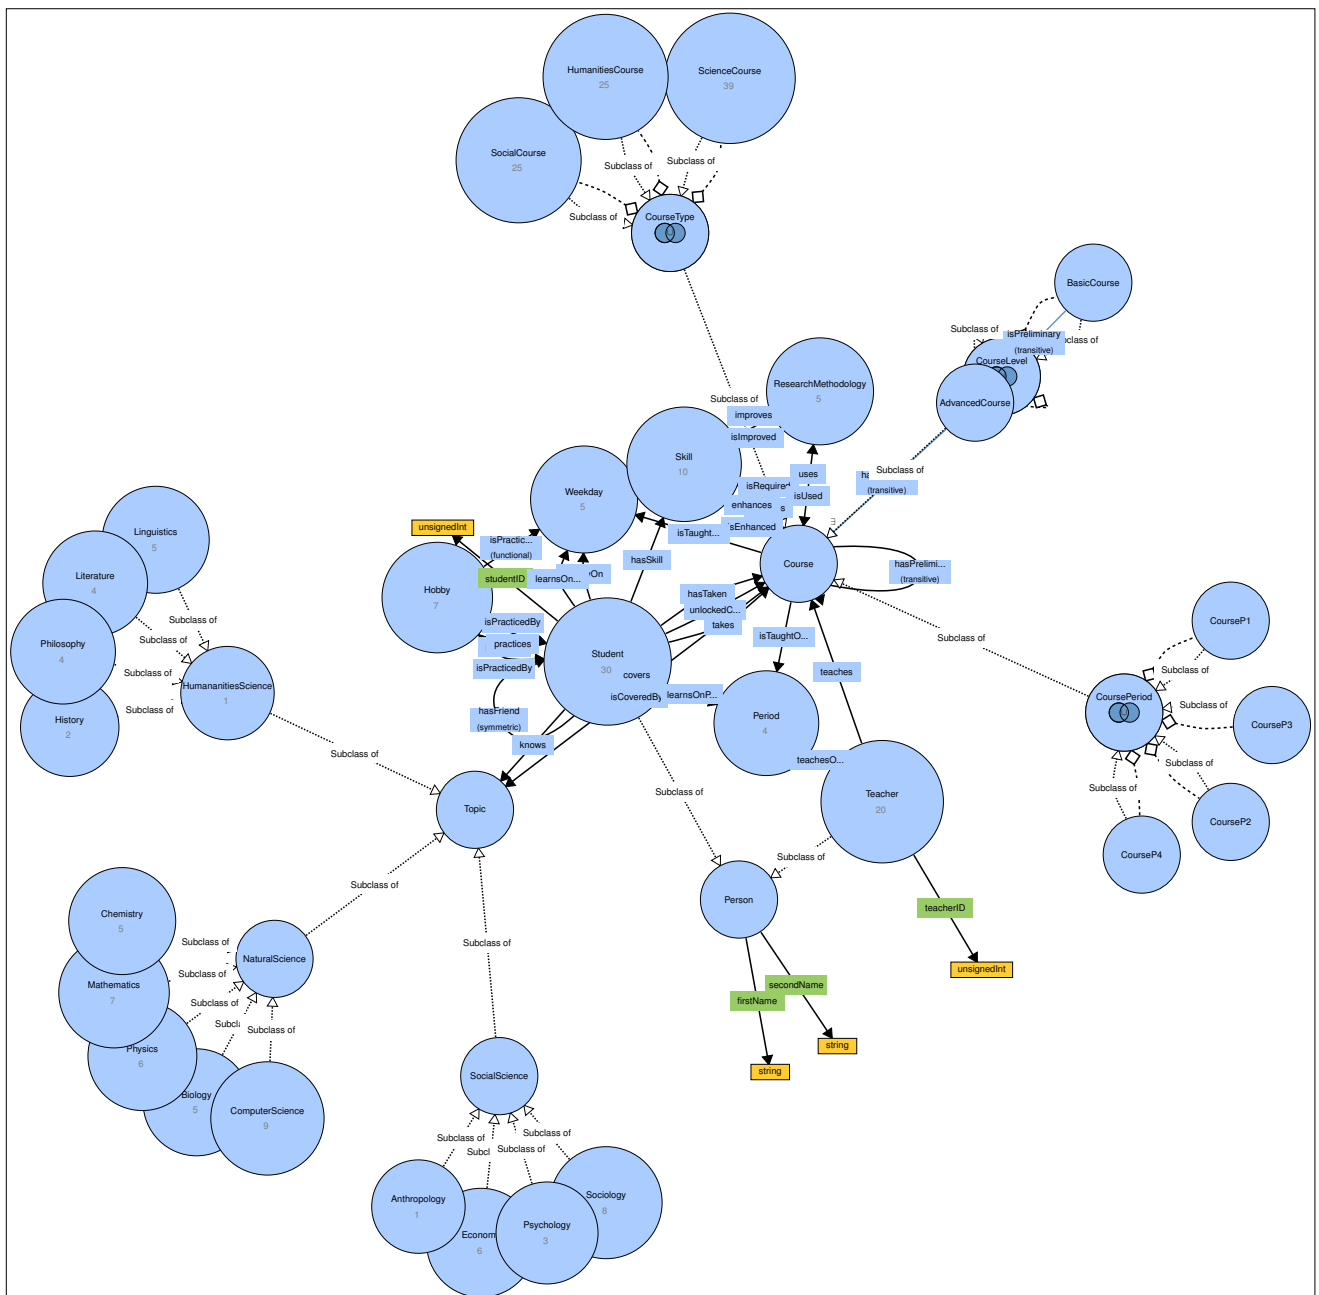 HumanitiesCourse
25
ScienceCourse
39
SocialCourse
25
Subclass of
Subclass of
Subclass of
CourseType
BasicCourse
Subclass of
isPreliminary
(transitive)
CourseLevel
AdvancedCourse
Subclass of
(transitive)
ResearchMethodology
5
Subclass of
improves
isImproved
Skill
10
Weekday
5
uses
isUsed
isRequired
enhances
isEnhanced
isTaught...
Course
hasPrelimi...
(transitive)
unsignedInt
isPractic...
(functional)
studentID
learnsOn...
hasSkill
Hobby
7
isPracticedBy
practices
isPracticedBy
hasTaken
unlockedC...
takes
isTaughtO...
teaches
Student
30
covers
isCoveredBy
learnsOnP...
hasFriend
(symmetric)
knows
Period
4
teachesO...
Teacher
20
Linguistics
5
Literature
4
Philosophy
4
History
2
Subclass of
Subclass of
Subclass of
Subclass of
HumananitiesScience
1
Subclass of
Subclass of
CourseP1
Subclass of
CoursePeriod
Subclass of
CourseP3
Subclass of
Subclass of
CourseP2
CourseP4
Topic
Subclass of
Subclass of
Person
teacherID
unsignedInt
secondName
firstName
string
string
Subclass of
Subclass of
Chemistry
5
Mathematics
7
Physics
6
Biology
5
ComputerScience
9
Subclass of
Subclass of
Subclass of
Subclass of
NaturalScience
SocialScience
Subclass of
Subclass of
Subclass of
Anthropology
1
6
Psychology
3
Sociology
8